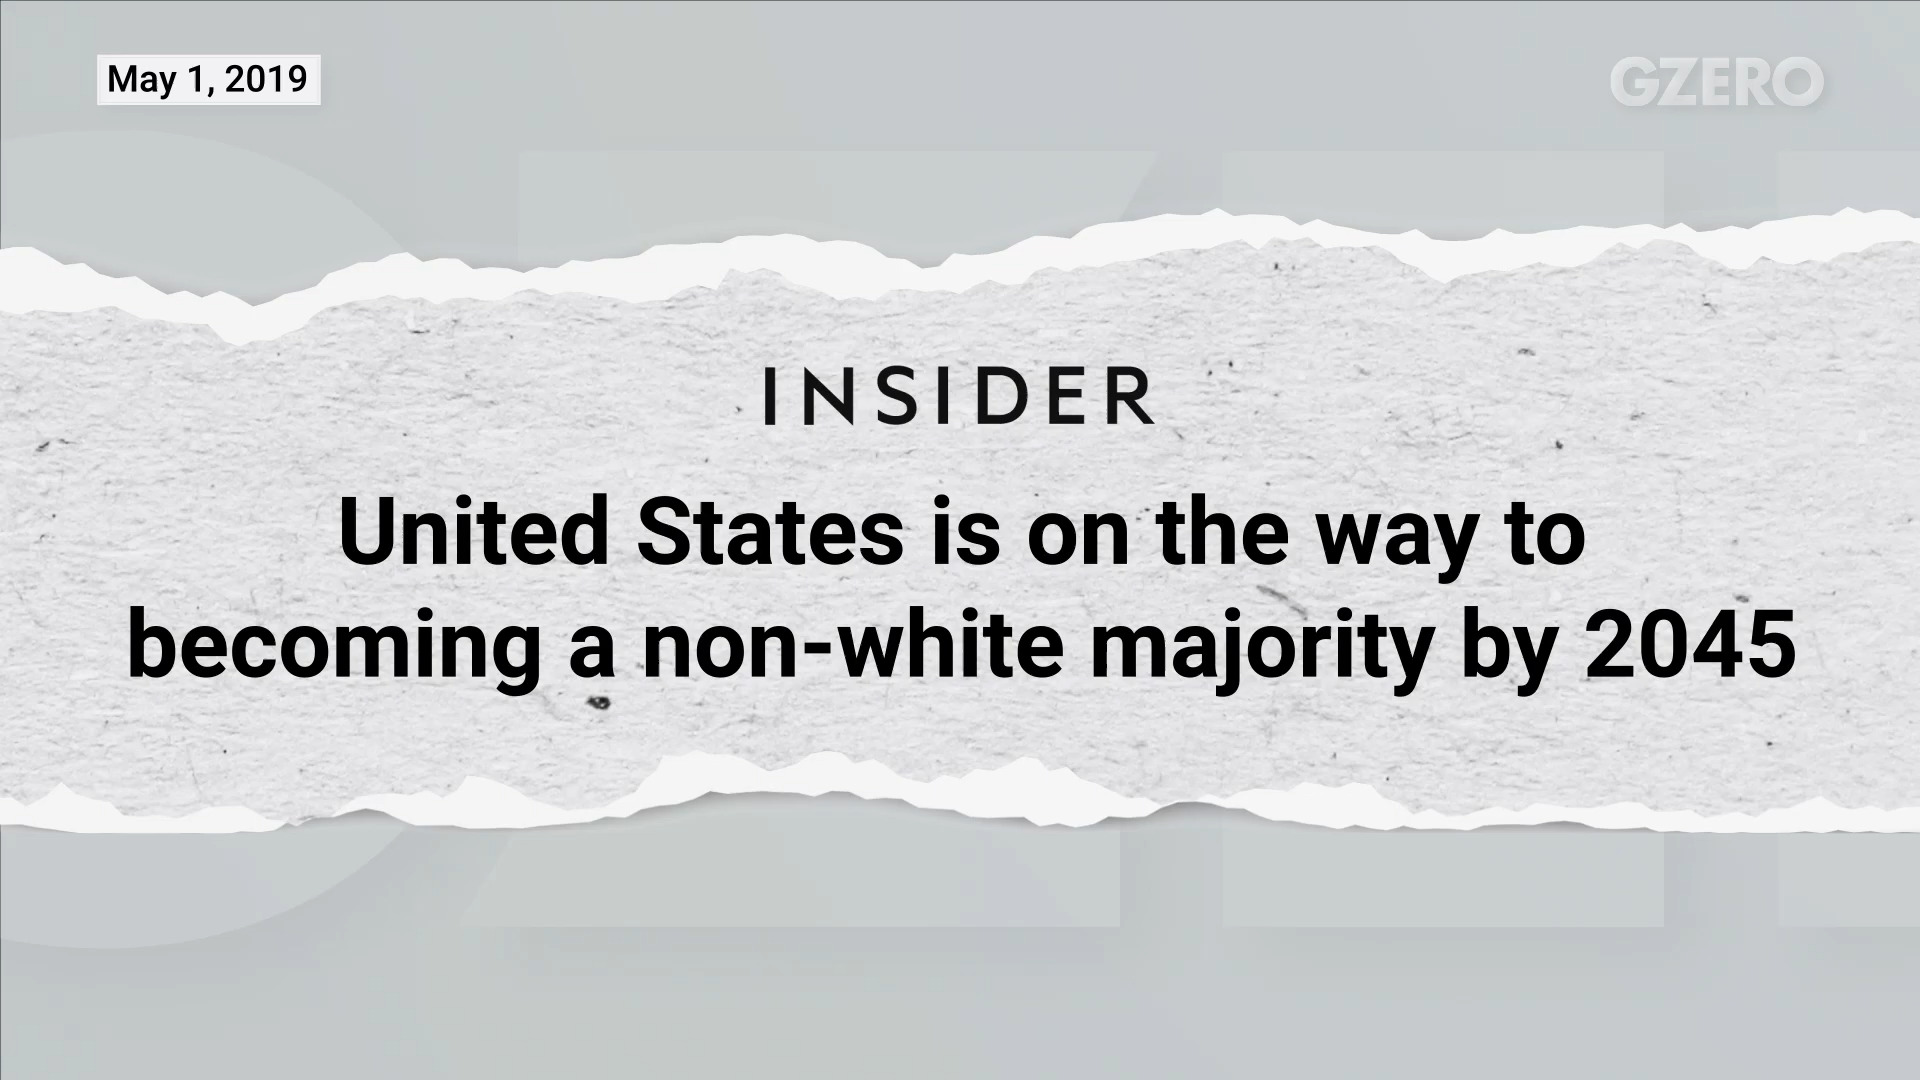 May 1, 2019
GZERO
INSIDER
United States is on the way to
becoming a non-white majority by 2045